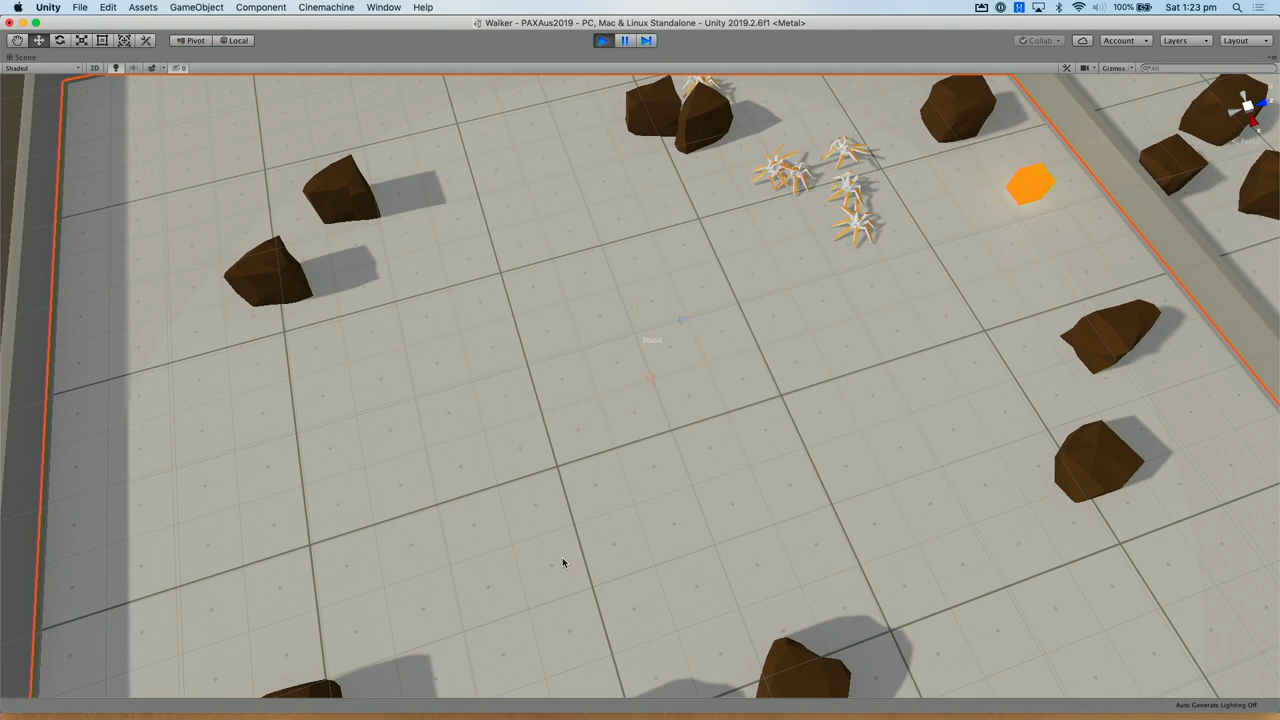 Unity File Edit Assets GameObject Component Cinemachine Window Help 100% Sat 1:23 pm
Walker - PAXAus2019 - PC, Mac & Linux Standalone - Unity 2019.2.6f1 <Metal>
Pivot Local Collab Account Layers Layout
Scene
Shaded 2D 0 Gizmos All
z
x
Static
Auto Generate Lighting Off